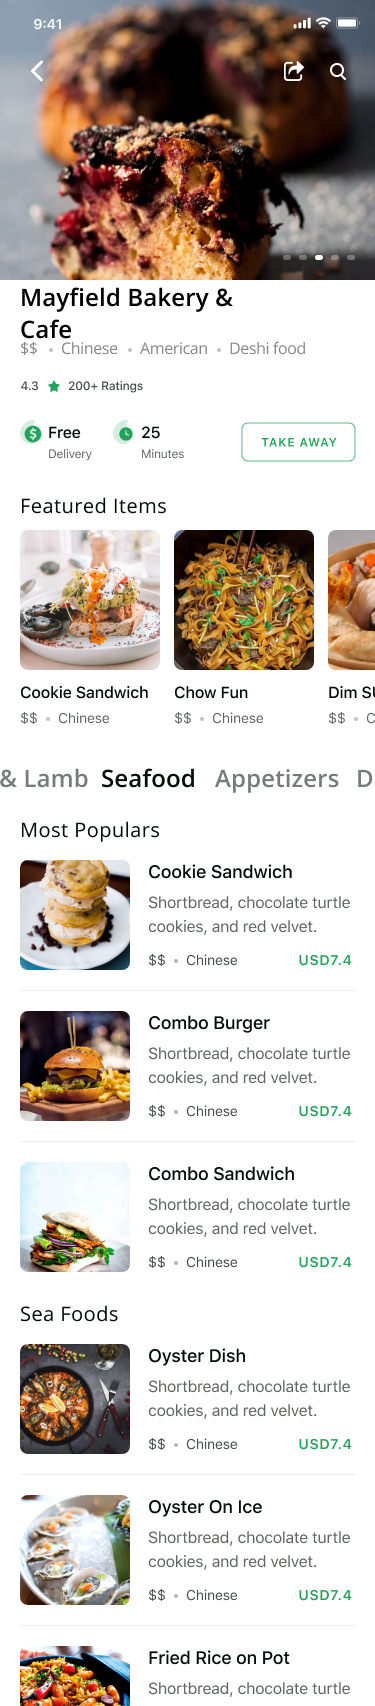 9:41
Mayfield Bakery &
Cafe
$$ • Chinese • American • Deshi food
4.3 ★ 200+ Ratings
Free
Delivery
25
Minutes
TAKE AWAY
Featured Items
Cookie Sandwich
$$ • Chinese
Chow Fun
$$ • Chinese
Dim SU
$$ • C
& Lamb Seafood Appetizers D
Most Populars
Cookie Sandwich
Shortbread, chocolate turtle
cookies, and red velvet.
$$ • Chinese USD7.4
Combo Burger
Shortbread, chocolate turtle
cookies, and red velvet.
$$ • Chinese USD7.4
Combo Sandwich
Shortbread, chocolate turtle
cookies, and red velvet.
$$ • Chinese USD7.4
Sea Foods
Oyster Dish
Shortbread, chocolate turtle
cookies, and red velvet.
$$ • Chinese USD7.4
Oyster On Ice
Shortbread, chocolate turtle
cookies, and red velvet.
$$ • Chinese USD7.4
Fried Rice on Pot
Shortbread, chocolate turtle